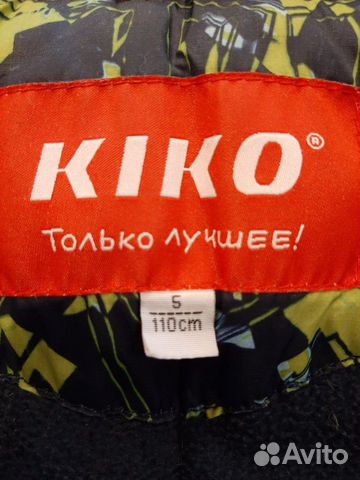 KIKO®
Только лучшее!
5
110cm
Avito